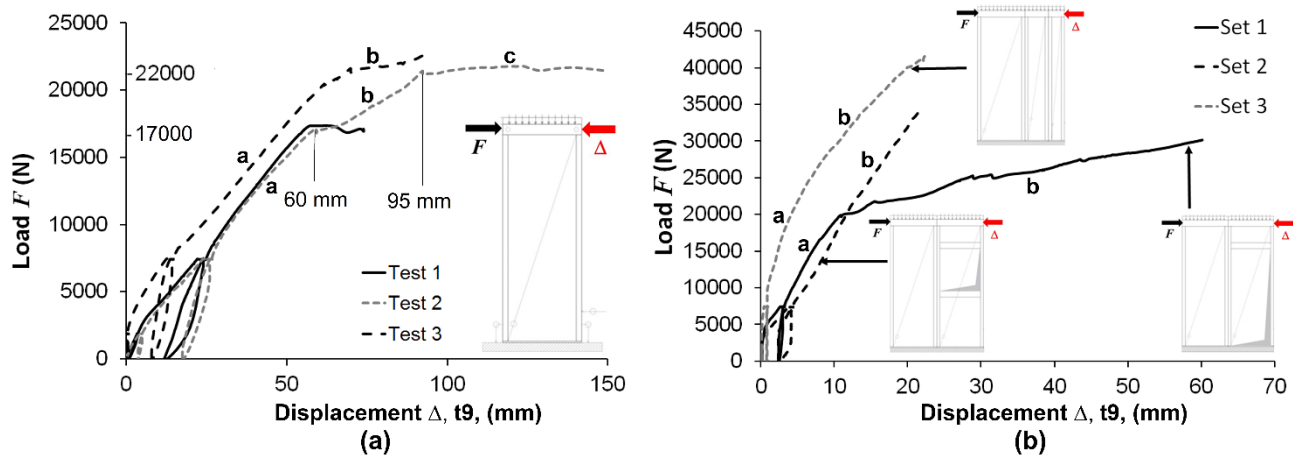 (a)
25000
22000
20000
17000
15000
10000
5000
0
Load F (N)
0
50
100
150
Displacement Δ, t9, (mm)
a
a
b
b
c
60 mm
95 mm
F
Δ
Test 1
Test 2
Test 3
(a)
(b)
45000
40000
35000
30000
25000
20000
15000
10000
5000
0
Load F (N)
0
10
20
30
40
50
60
70
Displacement Δ, t9, (mm)
a
a
b
b
b
F
Δ
F
Δ
F
Δ
Set 1
Set 2
Set 3
(b)